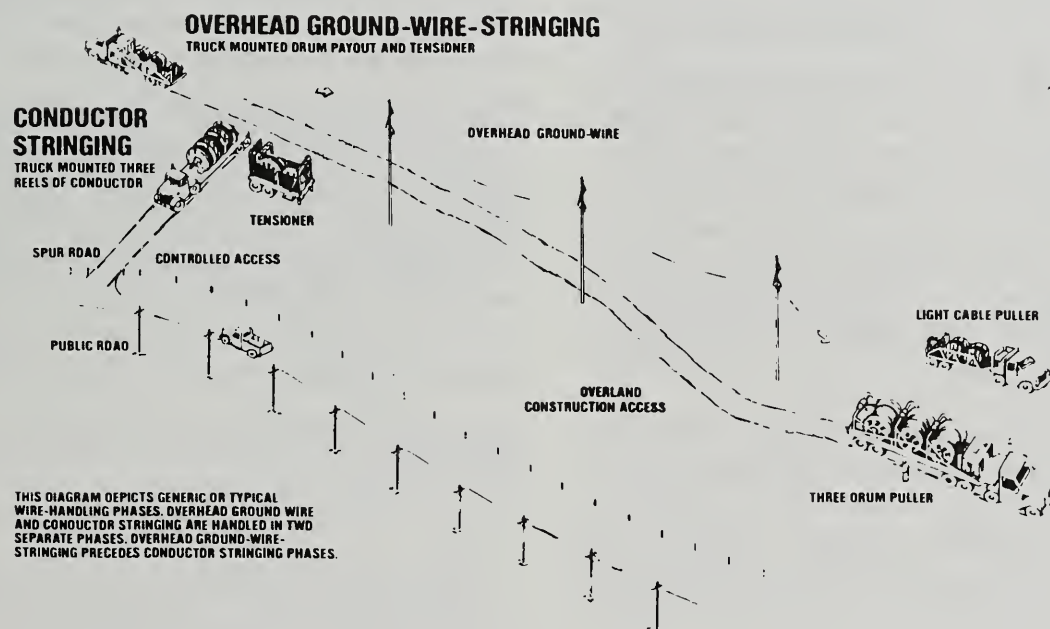 OVERHEAD GROUND-WIRE-STRINGING
TRUCK MOUNTED DRUM PAYOUT AND TENSIONER
CONDUCTOR
STRINGING
TRUCK MOUNTED THREE
REELS OF CONDUCTOR
OVERHEAD GROUND-WIRE
TENSIONER
SPUR ROAD
CONTROLLED ACCESS
PUBLIC ROAD
LIGHT CABLE PULLER
OVERLAND
CONSTRUCTION ACCESS
THREE DRUM PULLER
THIS DIAGRAM DEPICTS GENERIC OR TYPICAL
WIRE-HANDLING PHASES. OVERHEAD GROUND WIRE
AND CONDUCTOR STRINGING ARE HANDLED IN TWO
SEPARATE PHASES. OVERHEAD GROUND-WIRE-
STRINGING PRECEDES CONDUCTOR STRINGING PHASES.